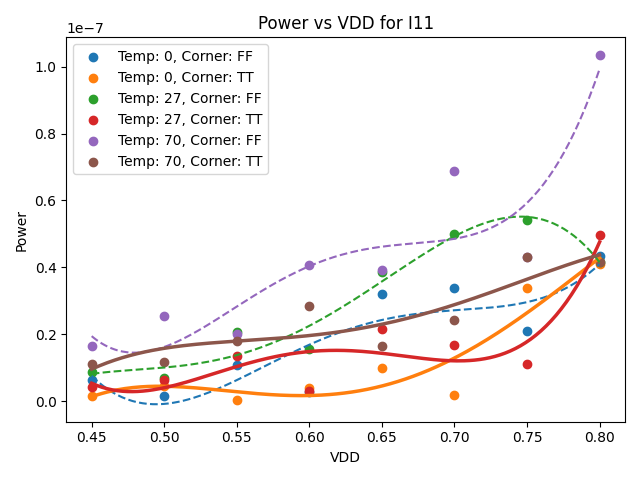 Power vs VDD for I11
1e−7
Temp: 0, Corner: FF
Temp: 0, Corner: TT
Temp: 27, Corner: FF
Temp: 27, Corner: TT
Temp: 70, Corner: FF
Temp: 70, Corner: TT
1.0
0.8
0.6
0.4
0.2
0.0
Power
0.45 0.50 0.55 0.60 0.65 0.70 0.75 0.80
VDD